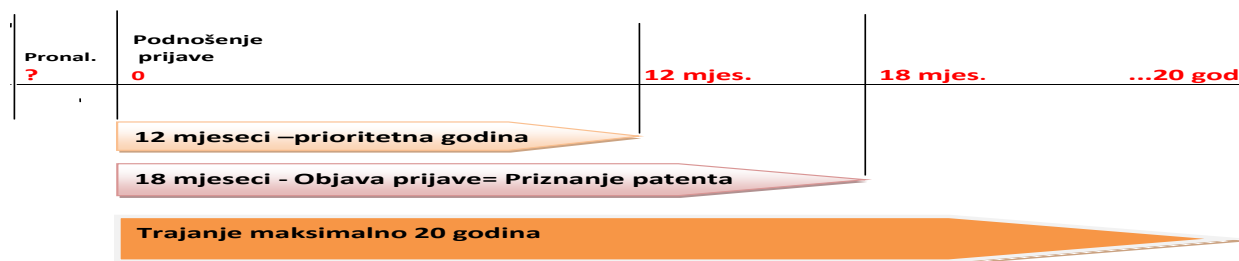 Pronal.
?
Podnošenje
prijave
0
12 mjes.
18 mjes.
...20 god
12 mjeseci –prioritetna godina
18 mjeseci - Objava prijave= Priznanje patenta
Trajanje maksimalno 20 godina